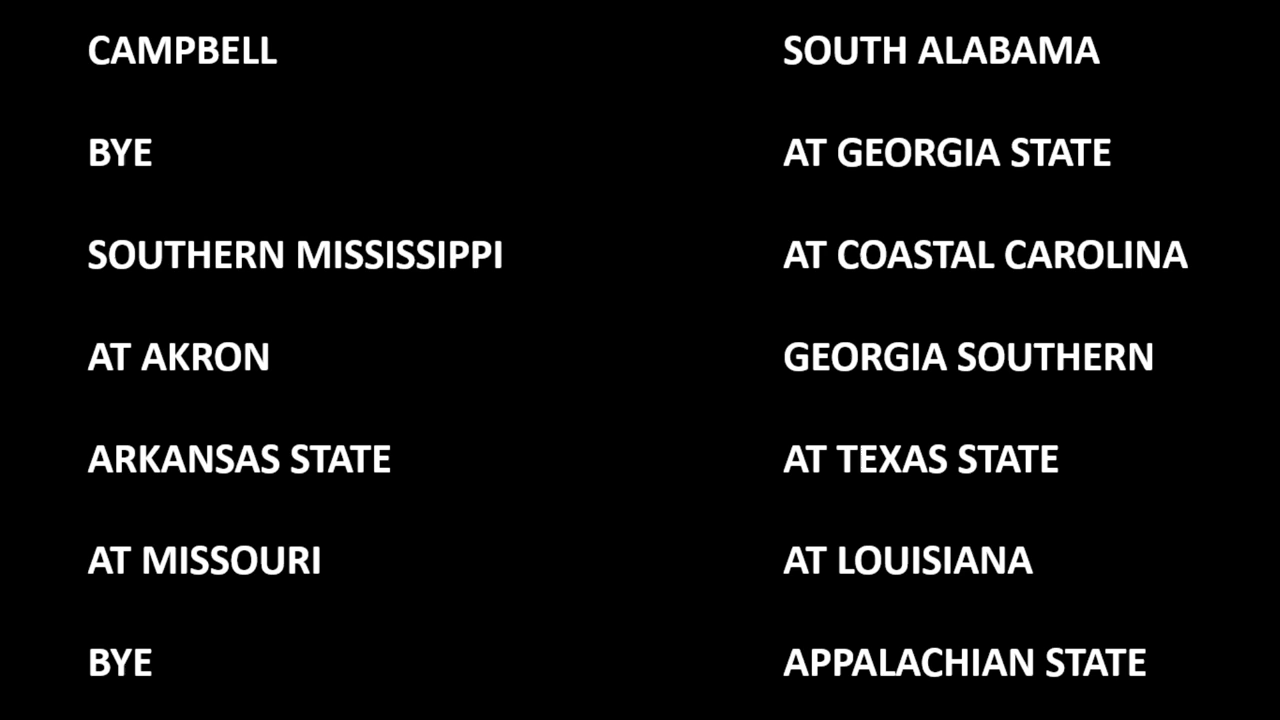 CAMPBELL
BYE
SOUTHERN MISSISSIPPI
AT AKRON
ARKANSAS STATE
AT MISSOURI
BYE
SOUTH ALABAMA
AT GEORGIA STATE
AT COASTAL CAROLINA
GEORGIA SOUTHERN
AT TEXAS STATE
AT LOUISIANA
APPALACHIAN STATE